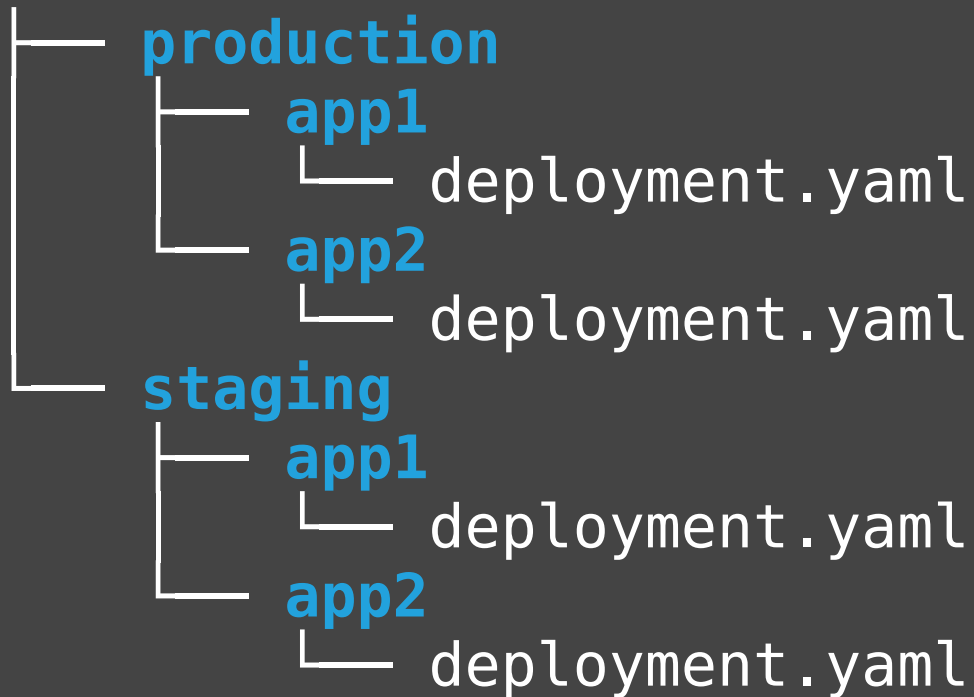 production
app1
deployment.yaml
app2
deployment.yaml
staging
app1
deployment.yaml
app2
deployment.yaml